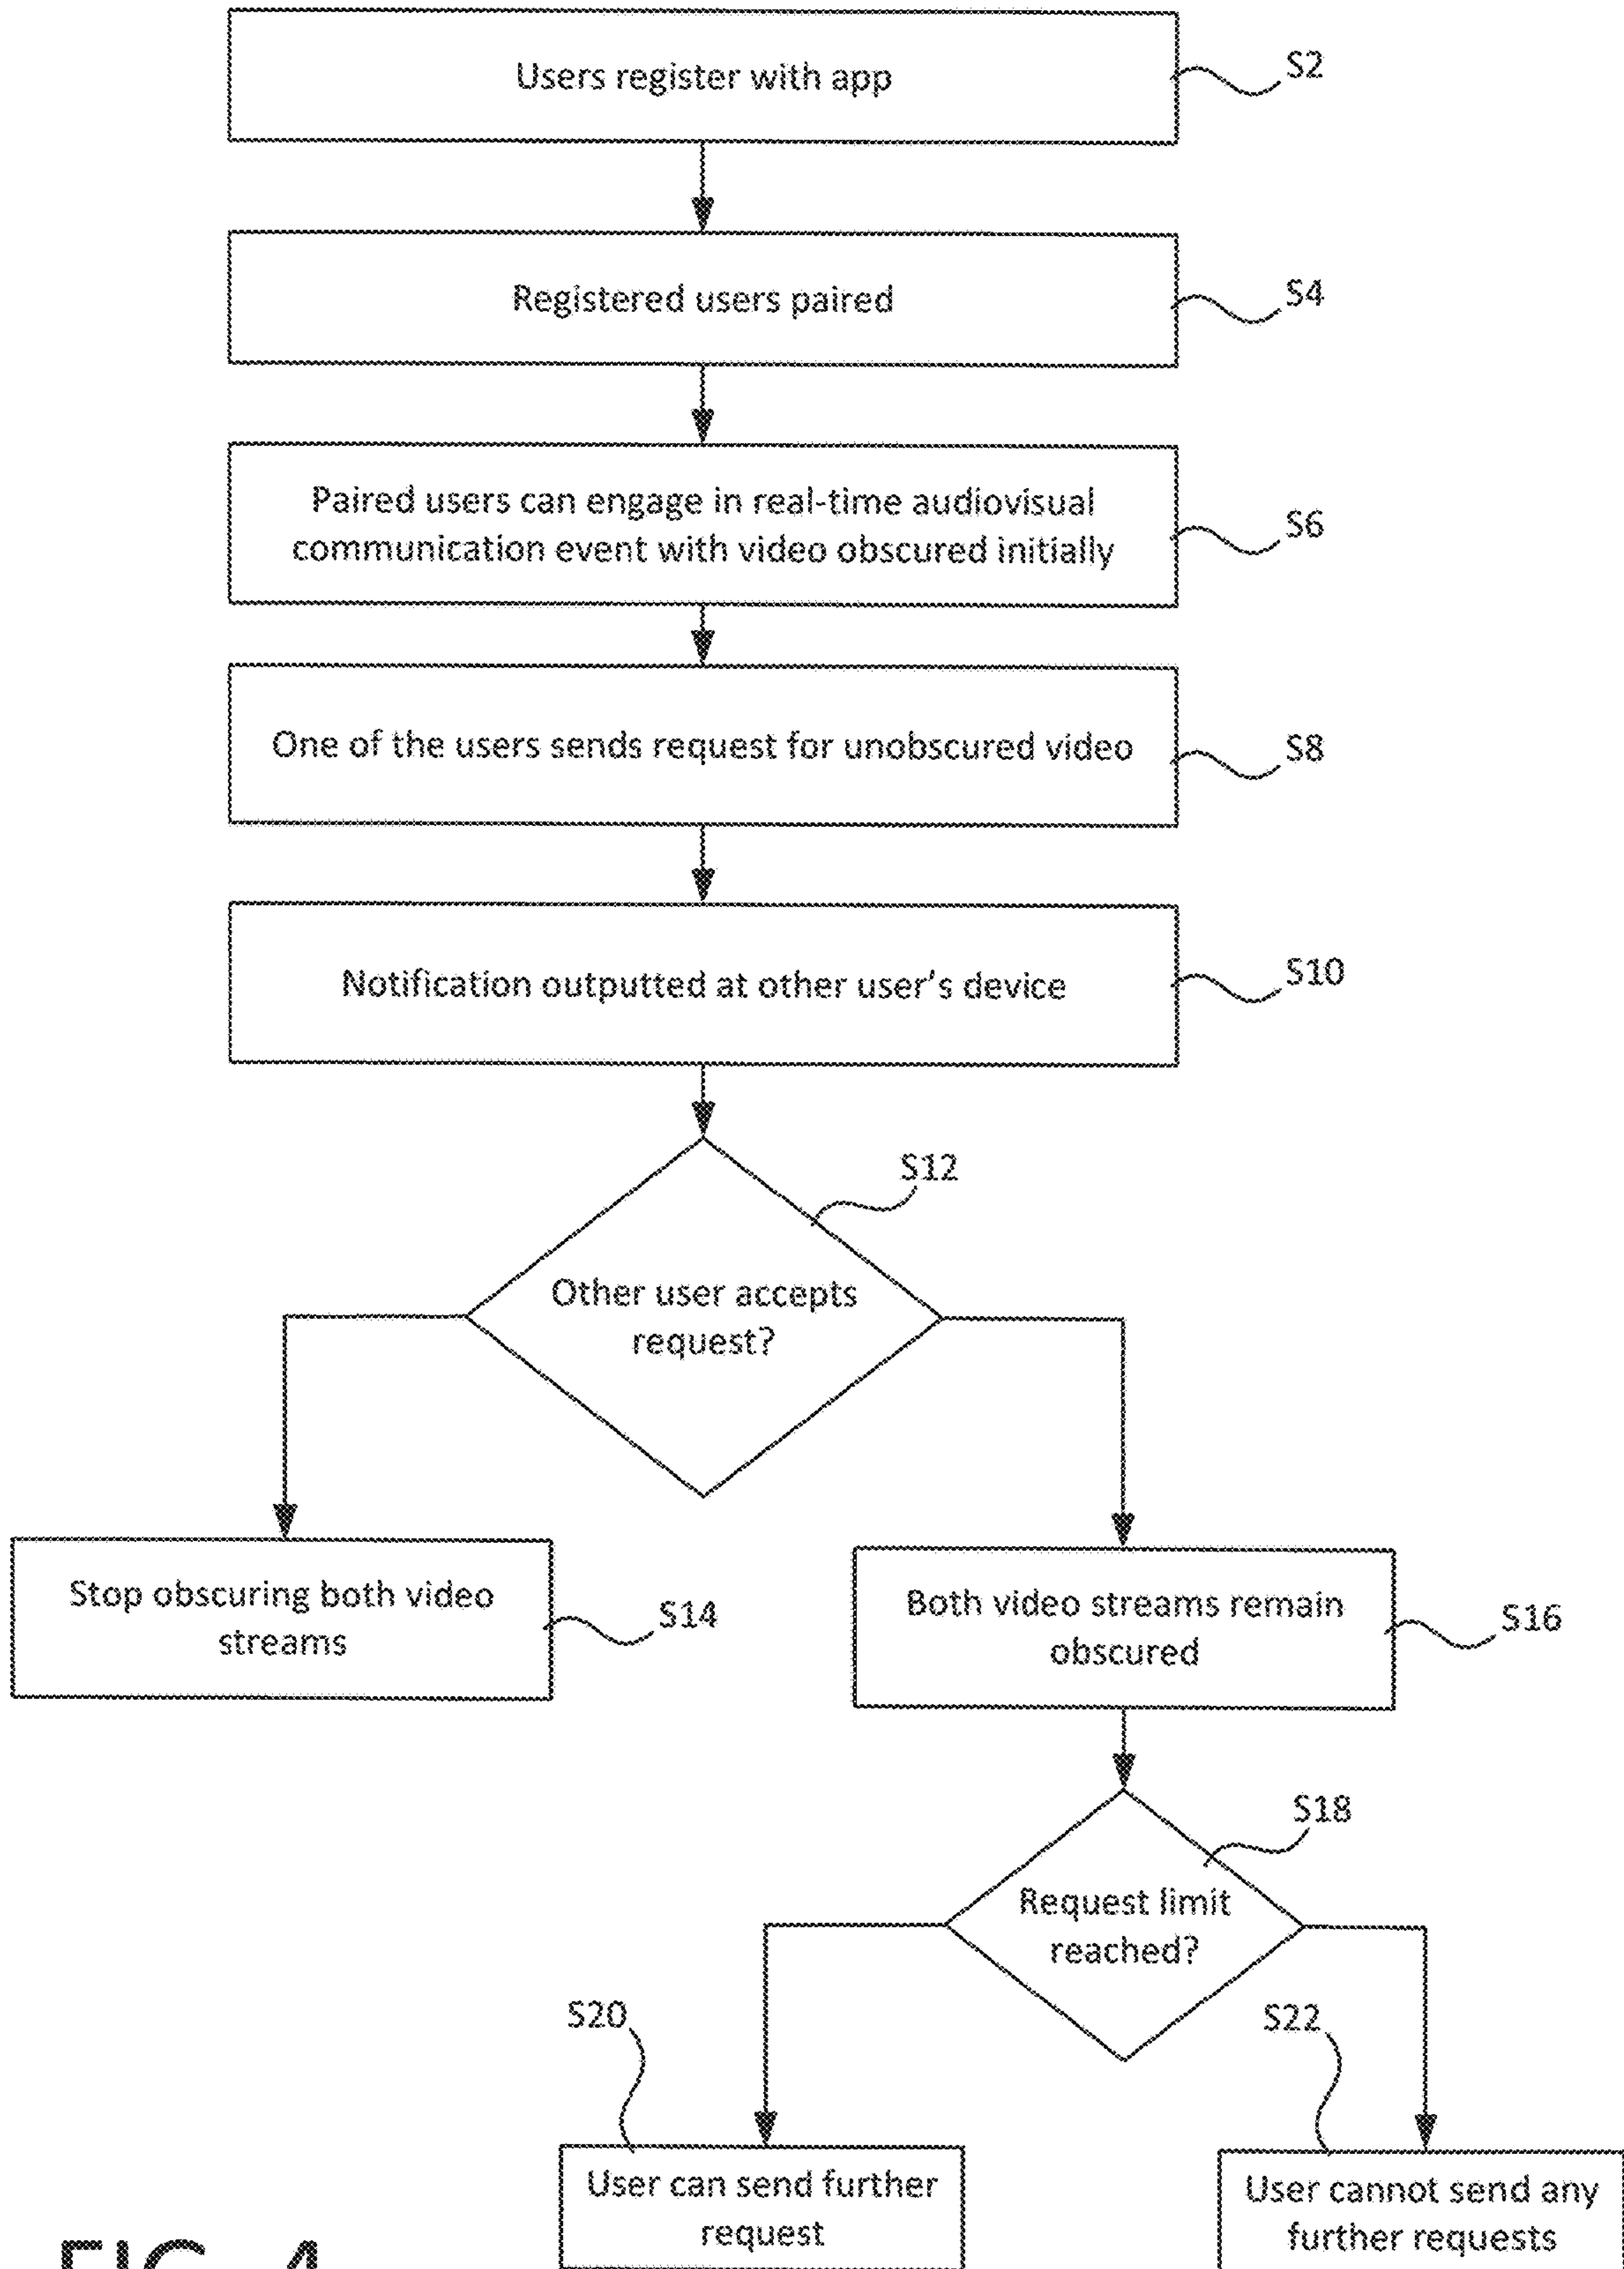 Users register with app
S2
Registered users paired
S4
Paired users can engage in real-time audiovisual
communication event with video obscured initially
S6
One of the users sends request for unobscured video
S8
Notification outputted at other user's device
S10
S12
Other user accepts
request?
Stop obscuring both video
streams
S14
Both video streams remain
obscured
S16
S18
Request limit
reached?
S20
S22
User can send further
request
User cannot send any
further requests
FIG. 4